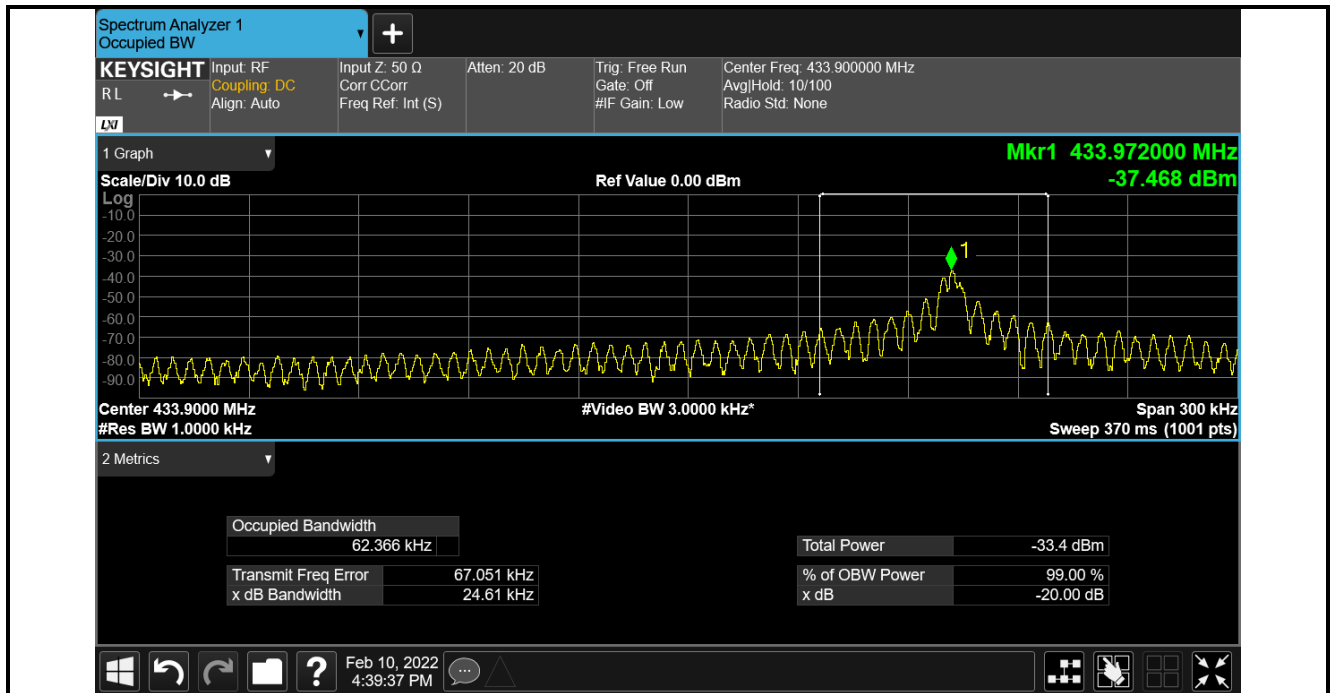 Spectrum Analyzer 1
Occupied BW
KEYSIGHT
R L
LXI
Input: RF
Coupling: DC
Align: Auto
Input Z: 50 Ω
Corr CCorr
Freq Ref: Int (S)
Atten: 20 dB
Trig: Free Run
Gate: Off
#IF Gain: Low
Center Freq: 433.900000 MHz
Avg|Hold: 10/100
Radio Std: None
1 Graph
Mkr1 433.972000 MHz
-37.468 dBm
Scale/Div 10.0 dB
Ref Value 0.00 dBm
Log
-10.0
-20.0
-30.0
-40.0
-50.0
-60.0
-70.0
-80.0
-90.0
1
Center 433.9000 MHz
#Video BW 3.0000 kHz*
Span 300 kHz
#Res BW 1.0000 kHz
Sweep 370 ms (1001 pts)
2 Metrics
Occupied Bandwidth
62.366 kHz
Total Power -33.4 dBm
Transmit Freq Error 67.051 kHz
% of OBW Power 99.00 %
x dB Bandwidth 24.61 kHz
x dB -20.00 dB
?
Feb 10, 2022
4:39:37 PM